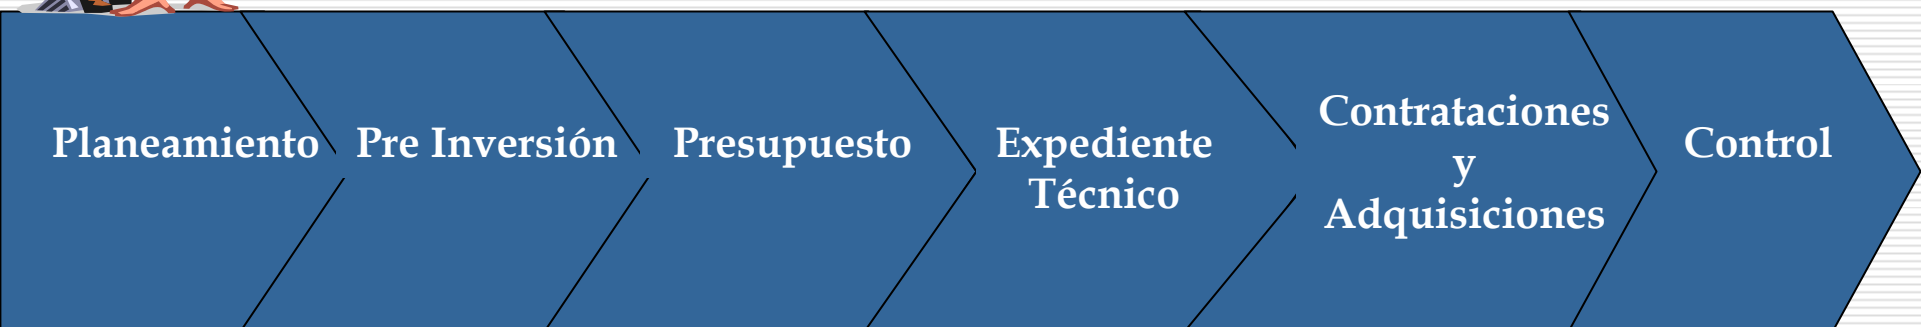 Planeamiento
Pre Inversión
Presupuesto
Expediente
Técnico
Contrataciones
y
Adquisiciones
Control